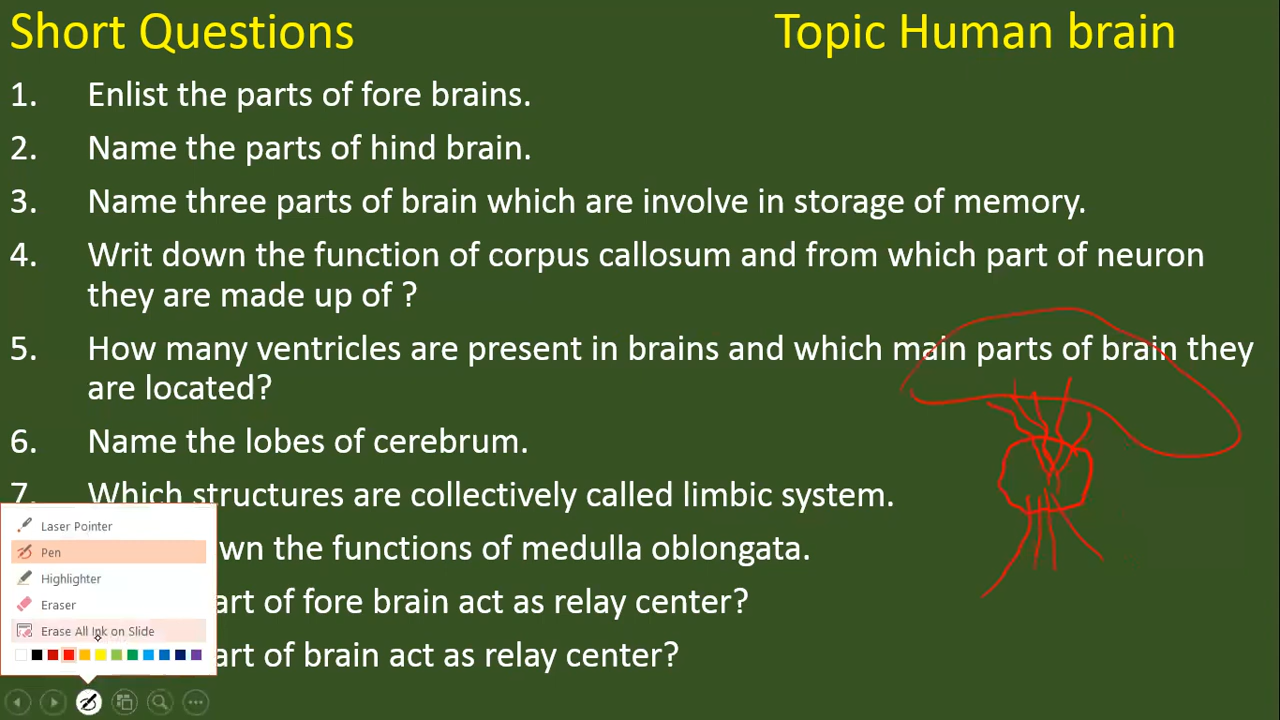 Short Questions Topic Human brain
1. Enlist the parts of fore brains.
2. Name the parts of hind brain.
3. Name three parts of brain which are involve in storage of memory.
4. Writ down the function of corpus callosum and from which part of neuron
they are made up of ?
5. How many ventricles are present in brains and which main parts of brain they
are located?
6. Name the lobes of cerebrum.
7. Which structures are collectively called limbic system.
Laser Pointer
Pen
wn the functions of medulla oblongata.
Highlighter
Eraser
art of fore brain act as relay center?
Erase All Ink on Slide
art of brain act as relay center?